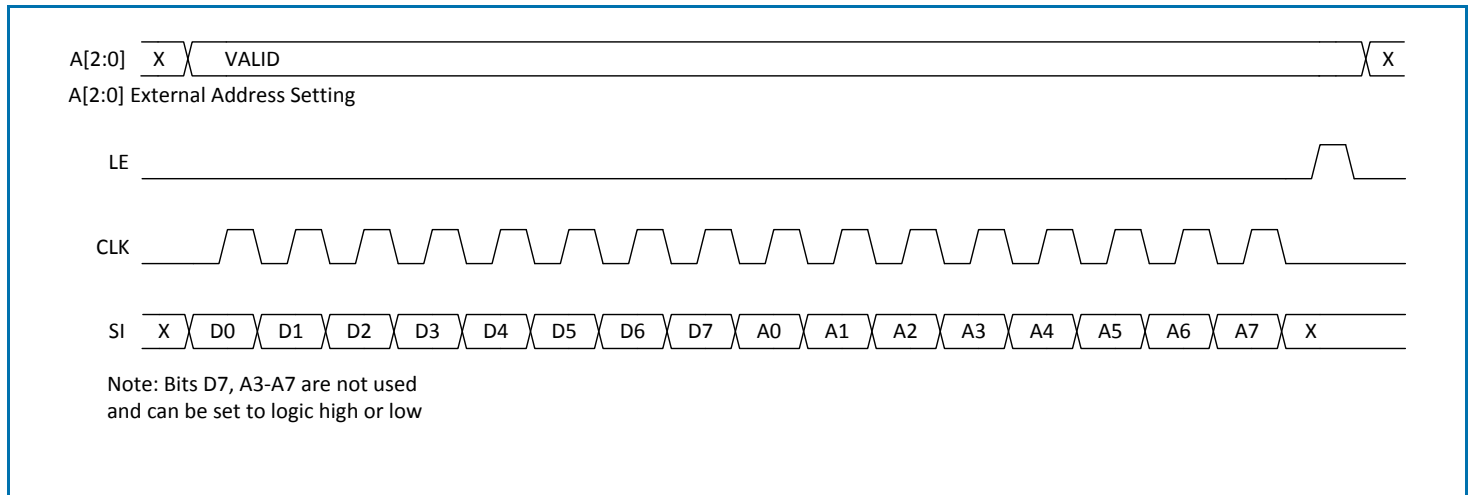 A[2:0] X VALID X
A[2:0] External Address Setting
LE
CLK
SI X D0 D1 D2 D3 D4 D5 D6 D7 A0 A1 A2 A3 A4 A5 A6 A7 X
Note: Bits D7, A3-A7 are not used
and can be set to logic high or low